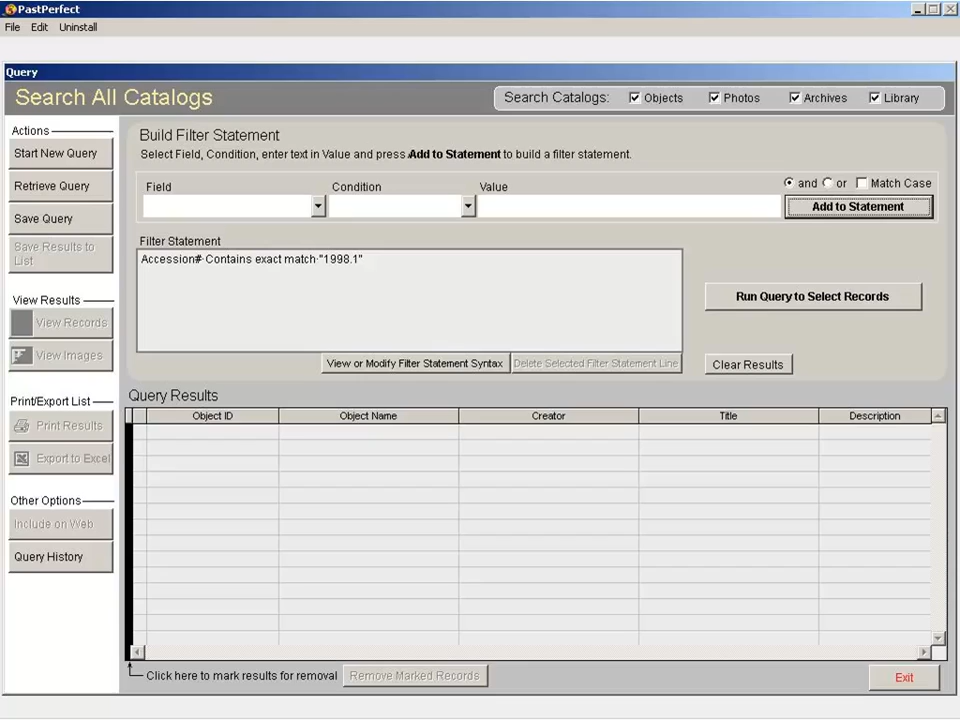 PastPerfect
File Edit Uninstall
Query
Search All Catalogs
Search Catalogs: Objects Photos Archives Library
Actions
Start New Query
Retrieve Query
Save Query
Save Results to
List
View Results
View Records
View Images
Print/Export List
Print Results
Export to Excel
Other Options
Include on Web
Query History
Build Filter Statement
Select Field, Condition, enter text in Value and press Add to Statement to build a filter statement.
Field Condition Value
and or Match Case
Add to Statement
Filter Statement
Accession# Contains exact match "1998.1"
Run Query to Select Records
View or Modify Filter Statement Syntax Delete Selected Filter Statement Line Clear Results
Query Results
Object ID Object Name Creator Title Description
Click here to mark results for removal Remove Marked Records
Exit